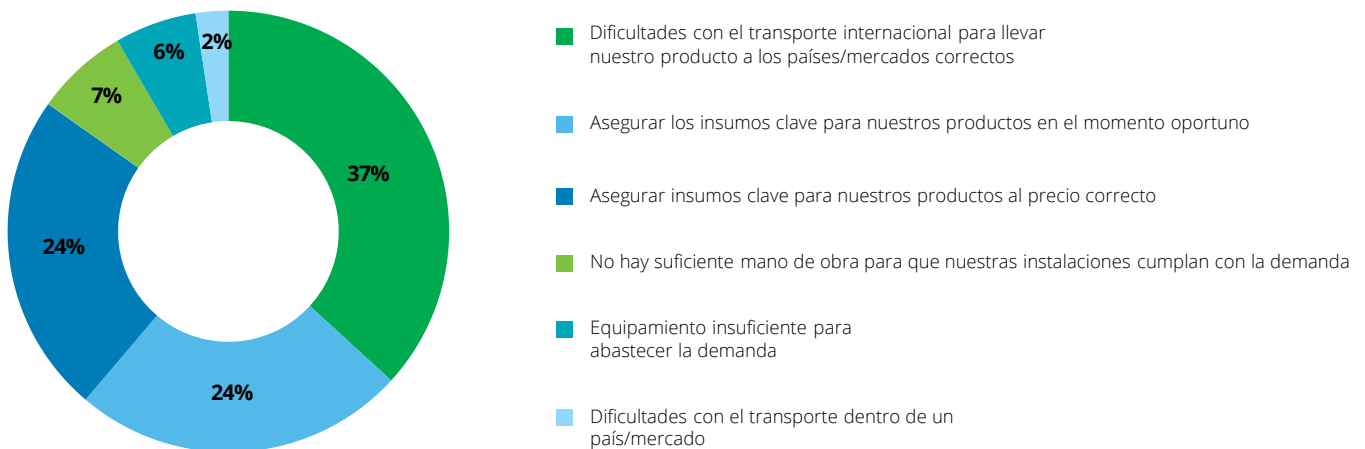 2%
6%
7%
37%
24%
24%
Dificultades con el transporte internacional para llevar
nuestro producto a los países/mercados correctos
Asegurar los insumos clave para nuestros productos en el momento oportuno
Asegurar insumos clave para nuestros productos al precio correcto
No hay suficiente mano de obra para que nuestras instalaciones cumplan con la demanda
Equipamiento insuficiente para
abastecer la demanda
Dificultades con el transporte dentro de un
país/mercado